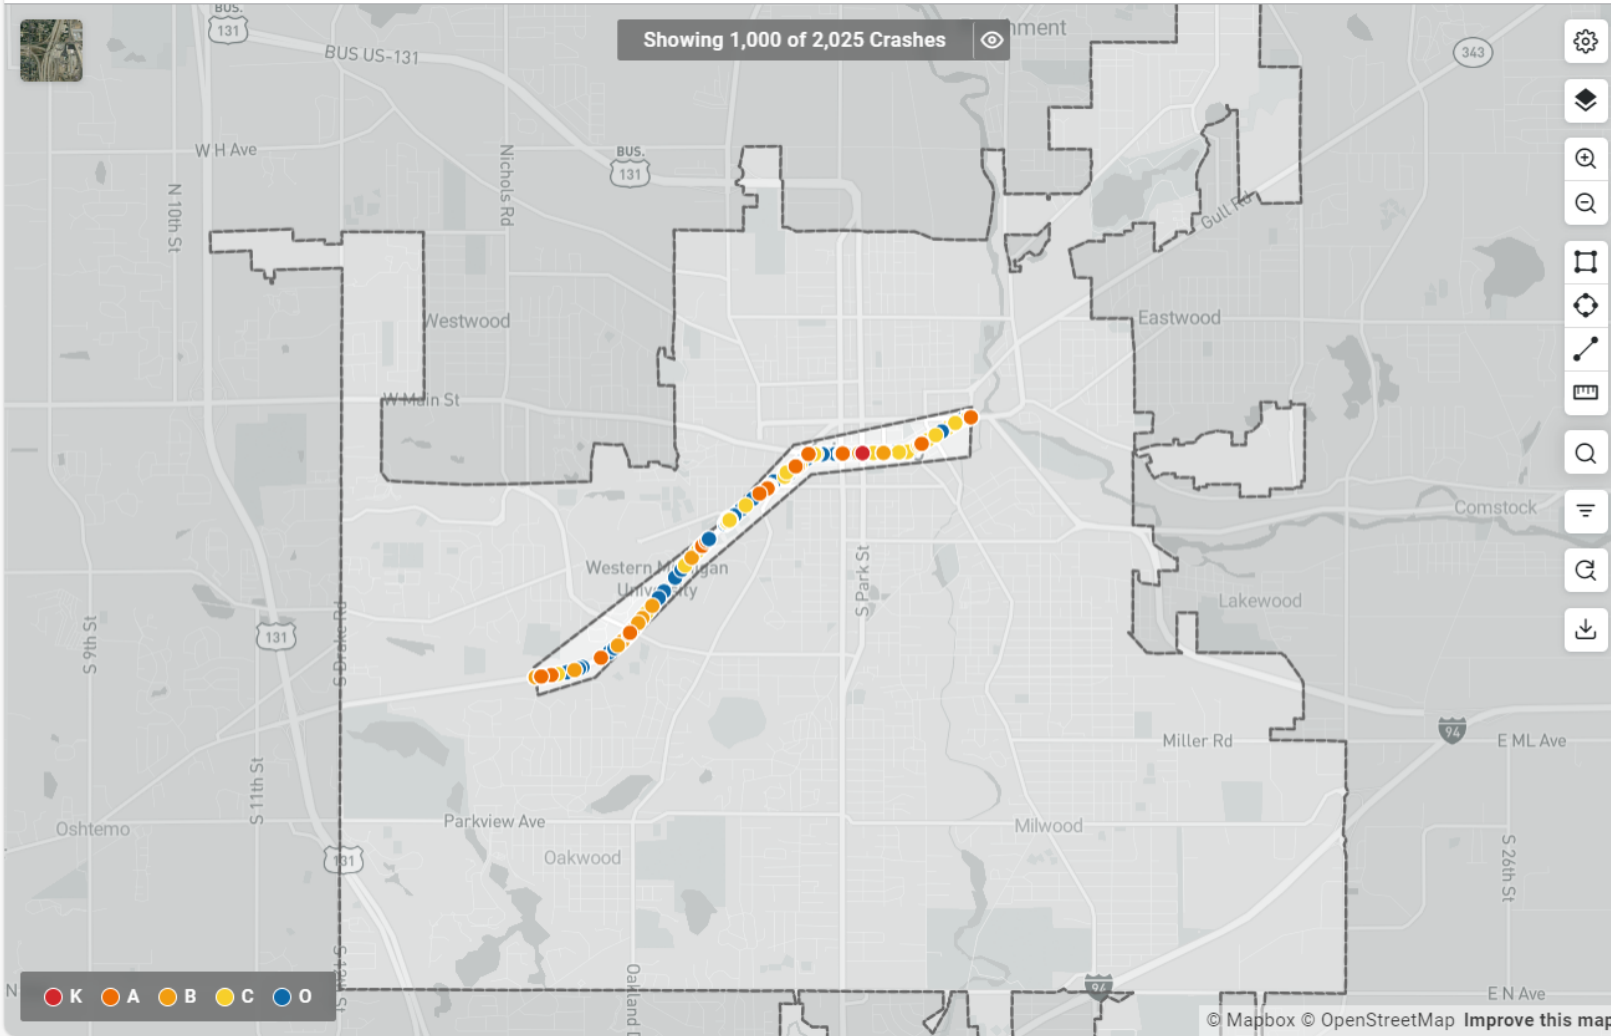 BUS.
131
BUS US-131
Showing 1,000 of 2,025 Crashes
nment
343
W H Ave
Nichols Rd
BUS.
131
N 10th St
Gull Rd
Westwood
Eastwood
W Main St
Comstock
Western Michigan
University
S Park St
Lakewood
S 9th St
131
S Drake Rd
94
Miller Rd
E ML Ave
S 11th St
Parkview Ave
Oshtemo
Milwood
131
Oakwood
S 26th St
Oakland D
N
K
A
B
C
O
94
E N Ave
© Mapbox © OpenStreetMap Improve this map